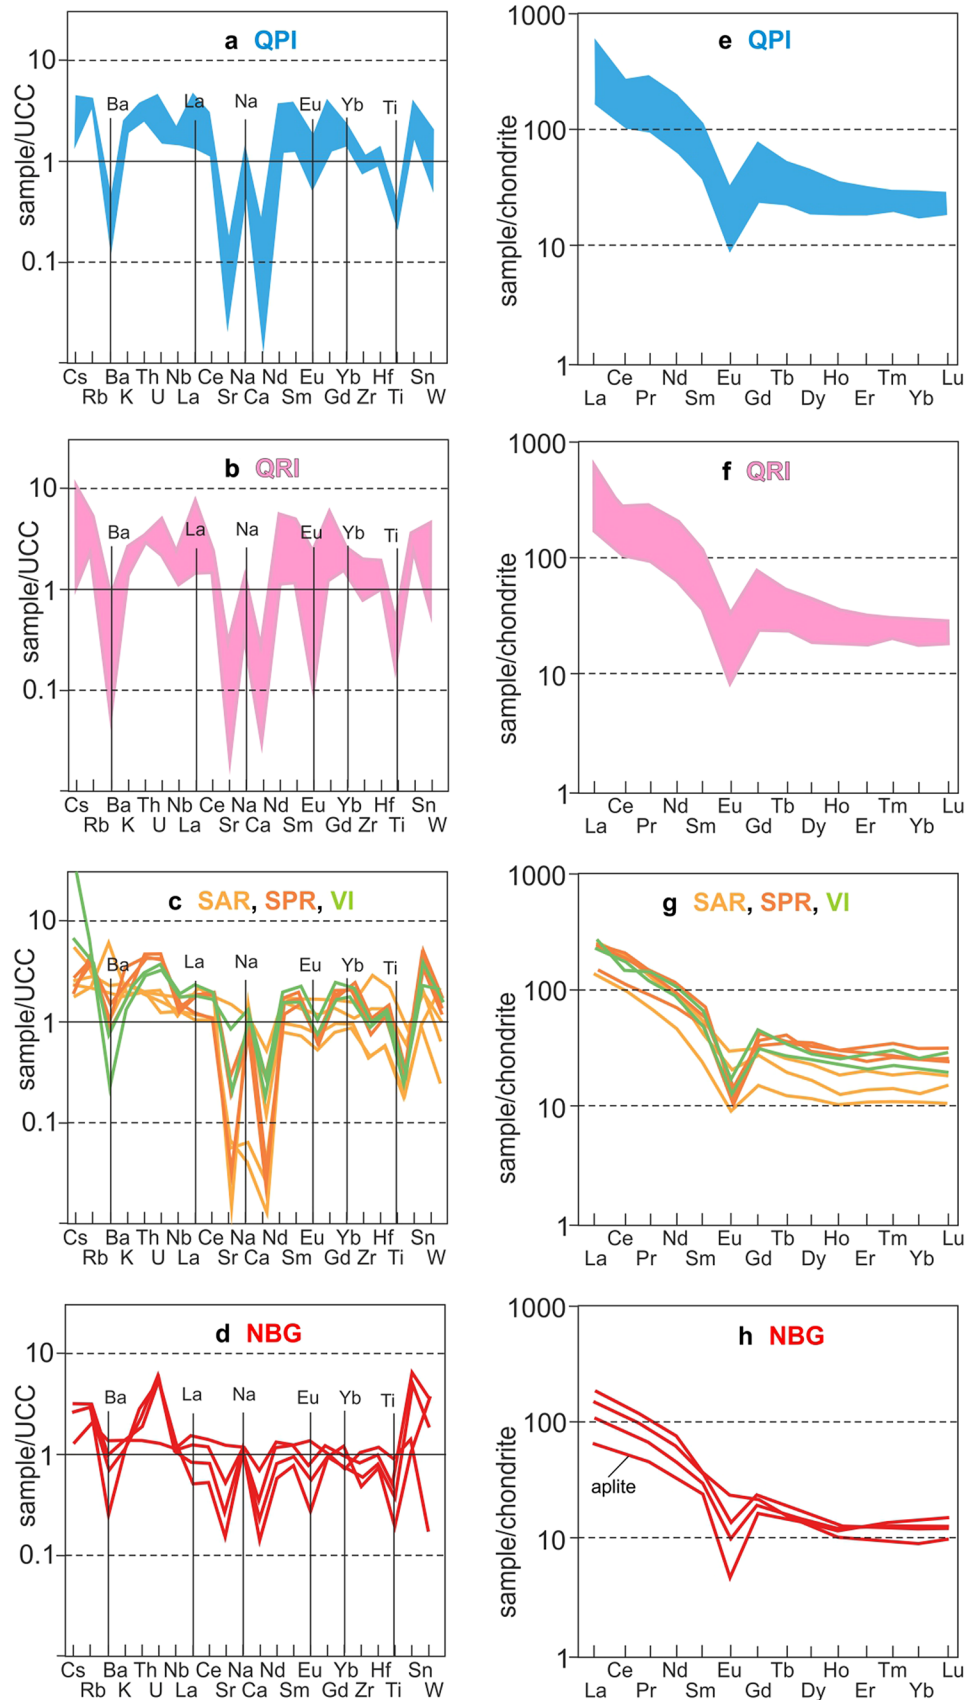 a QPI
sample/UCC
10
1
0.1
Ba
La
Na
Eu
Yb
Ti
Cs Ba Th Nb Ce Na Nd Eu Yb Hf Sn
Rb K U La Sr Ca Sm Gd Zr Ti W
e QPI
sample/chondrite
1000
100
10
1
Ce Nd Eu Tb Ho Tm Lu
La Pr Sm Gd Dy Er Yb
b QRI
sample/UCC
10
1
0.1
Ba
La
Na
Eu
Yb
Ti
Cs Ba Th Nb Ce Na Nd Eu Yb Hf Sn
Rb K U La Sr Ca Sm Gd Zr Ti W
f QRI
sample/chondrite
1000
100
10
1
Ce Nd Eu Tb Ho Tm Lu
La Pr Sm Gd Dy Er Yb
c SAR, SPR, VI
sample/UCC
10
1
0.1
Ba
La
Na
Eu
Yb
Ti
Cs Ba Th Nb Ce Na Nd Eu Yb Hf Sn
Rb K U La Sr Ca Sm Gd Zr Ti W
g SAR, SPR, VI
sample/chondrite
1000
100
10
1
Ce Nd Eu Tb Ho Tm Lu
La Pr Sm Gd Dy Er Yb
d NBG
sample/UCC
10
1
0.1
Ba
La
Na
Eu
Yb
Ti
Cs Ba Th Nb Ce Na Nd Eu Yb Hf Sn
Rb K U La Sr Ca Sm Gd Zr Ti W
h NBG
sample/chondrite
1000
100
10
1
aplite
Ce Nd Eu Tb Ho Tm Lu
La Pr Sm Gd Dy Er Yb